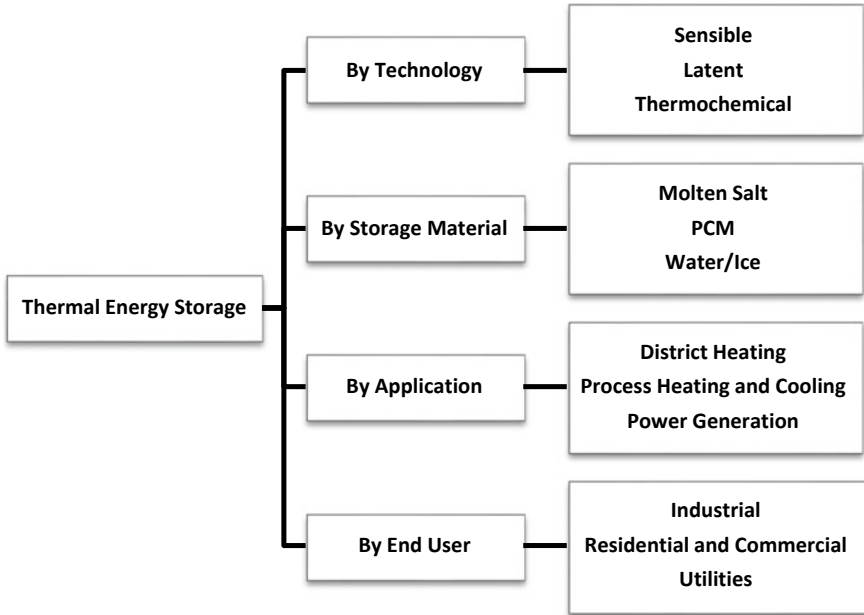 Thermal Energy Storage
By Technology
Sensible
Latent
Thermochemical
By Storage Material
Molten Salt
PCM
Water/Ice
By Application
District Heating
Process Heating and Cooling
Power Generation
By End User
Industrial
Residential and Commercial
Utilities